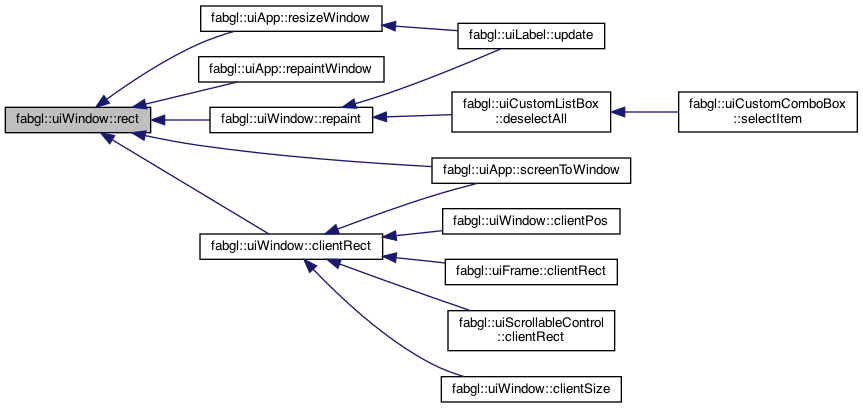 fabgl::uiApp::resizeWindow
fabgl::uiLabel::update
fabgl::uiApp::repaintWindow
fabgl::uiWindow::rect
fabgl::uiWindow::repaint
fabgl::uiCustomListBox
::deselectAll
fabgl::uiCustomComboBox
::selectItem
fabgl::uiApp::screenToWindow
fabgl::uiWindow::clientRect
fabgl::uiWindow::clientPos
fabgl::uiFrame::clientRect
fabgl::uiScrollableControl
::clientRect
fabgl::uiWindow::clientSize